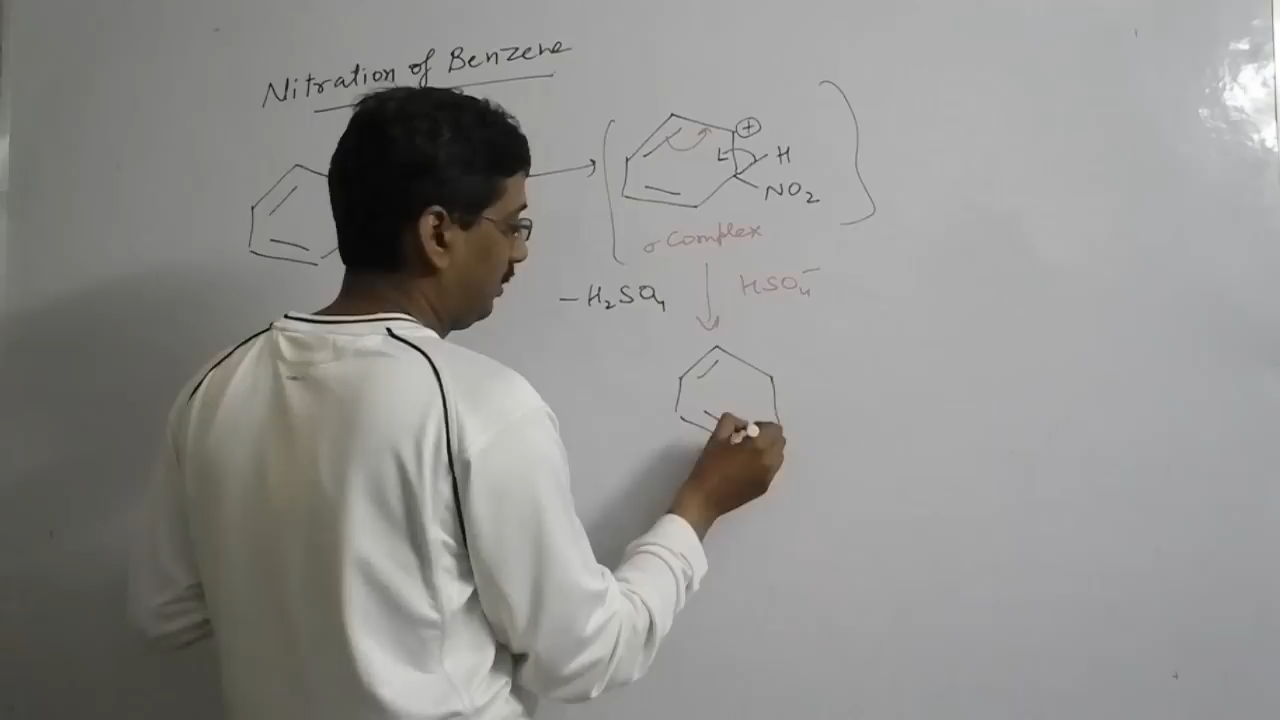 Nitration of Benzene
⊕
H
NO₂
σ Complex
– H₂SO₄
HSO₄⁻